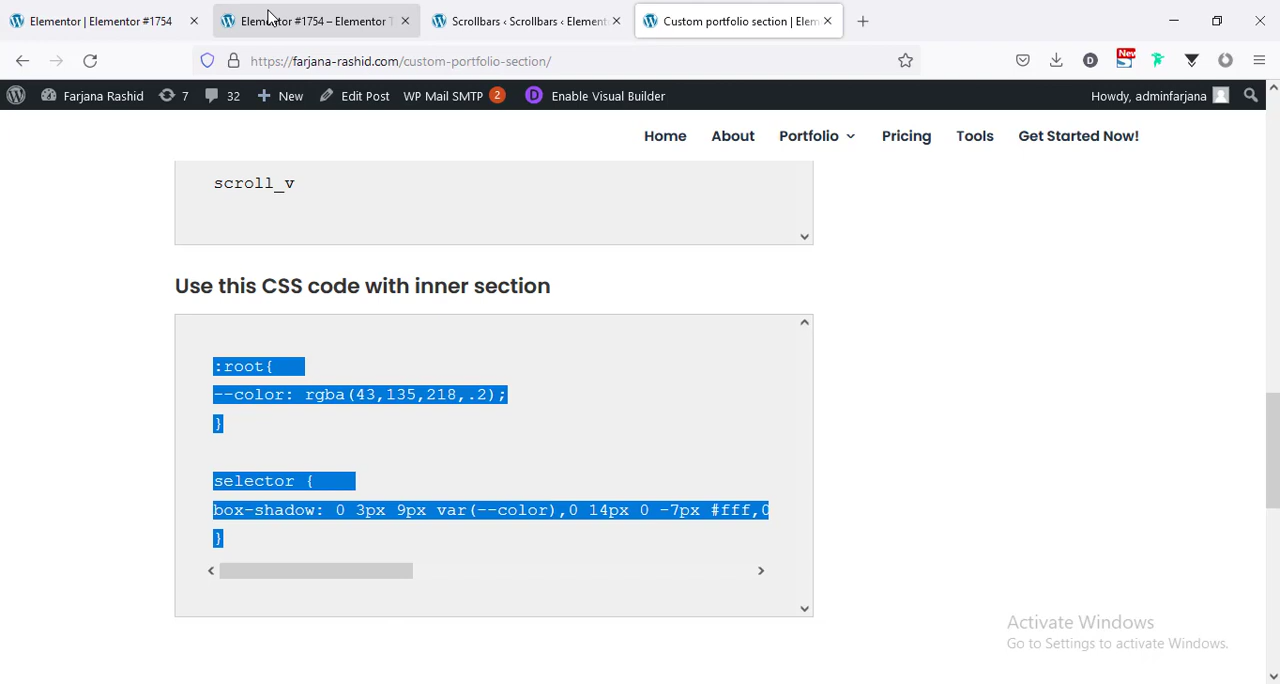 Elementor | Elementor #1754
Elementor #1754 – Elementor T
Scrollbars ‹ Scrollbars ‹ Element
Custom portfolio section | Elem
https://farjana-rashid.com/custom-portfolio-section/
New
Farjana Rashid
7
32
New
Edit Post
WP Mail SMTP 2
Enable Visual Builder
Howdy, adminfarjana
Home
About
Portfolio
Pricing
Tools
Get Started Now!
scroll_v
Use this CSS code with inner section
:root{
--color: rgba(43,135,218,.2);
}
selector {
box-shadow: 0 3px 9px var(--color),0 14px 0 -7px #fff,0
}
Activate Windows
Go to Settings to activate Windows.